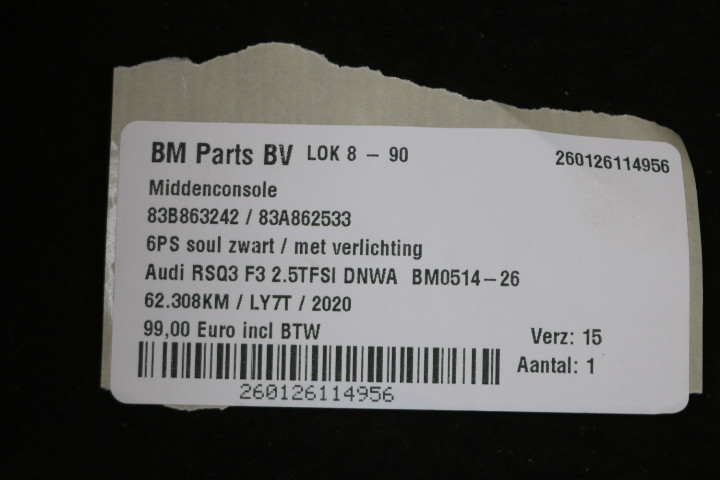 BM Parts BV LOK 8 - 90 260126114956
Middenconsole
83B863242 / 83A862533
6PS soul zwart / met verlichting
Audi RSQ3 F3 2.5TFSI DNWA BM0514-26
62.308KM / LY7T / 2020
99,00 Euro incl BTW Verz: 15
Aantal: 1
260126114956